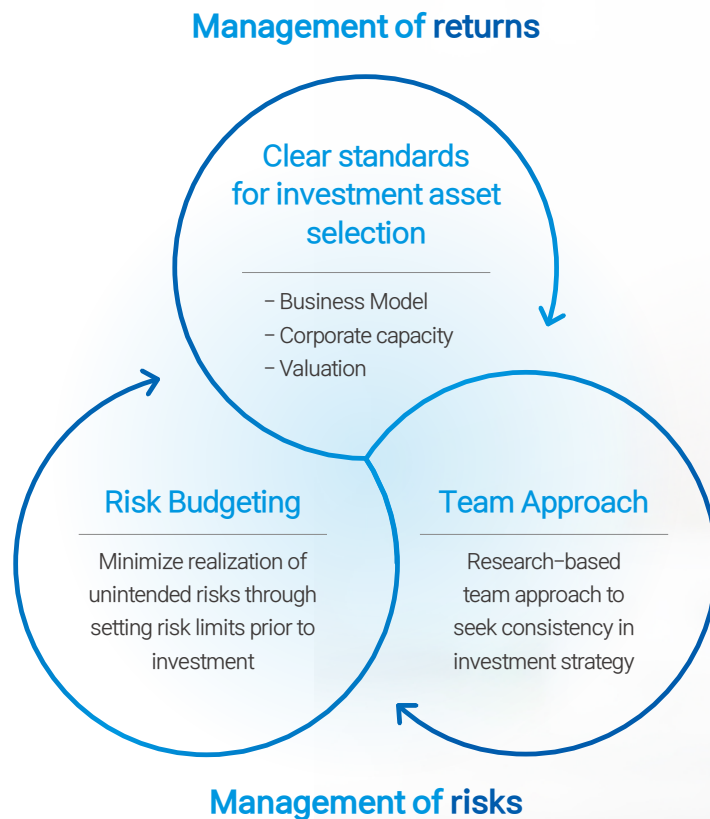 Management of returns
Clear standards
for investment asset
selection
- Business Model
- Corporate capacity
- Valuation
Risk Budgeting
Minimize realization of
unintended risks through
setting risk limits prior to
investment
Team Approach
Research-based
team approach to
seek consistency in
investment strategy
Management of risks